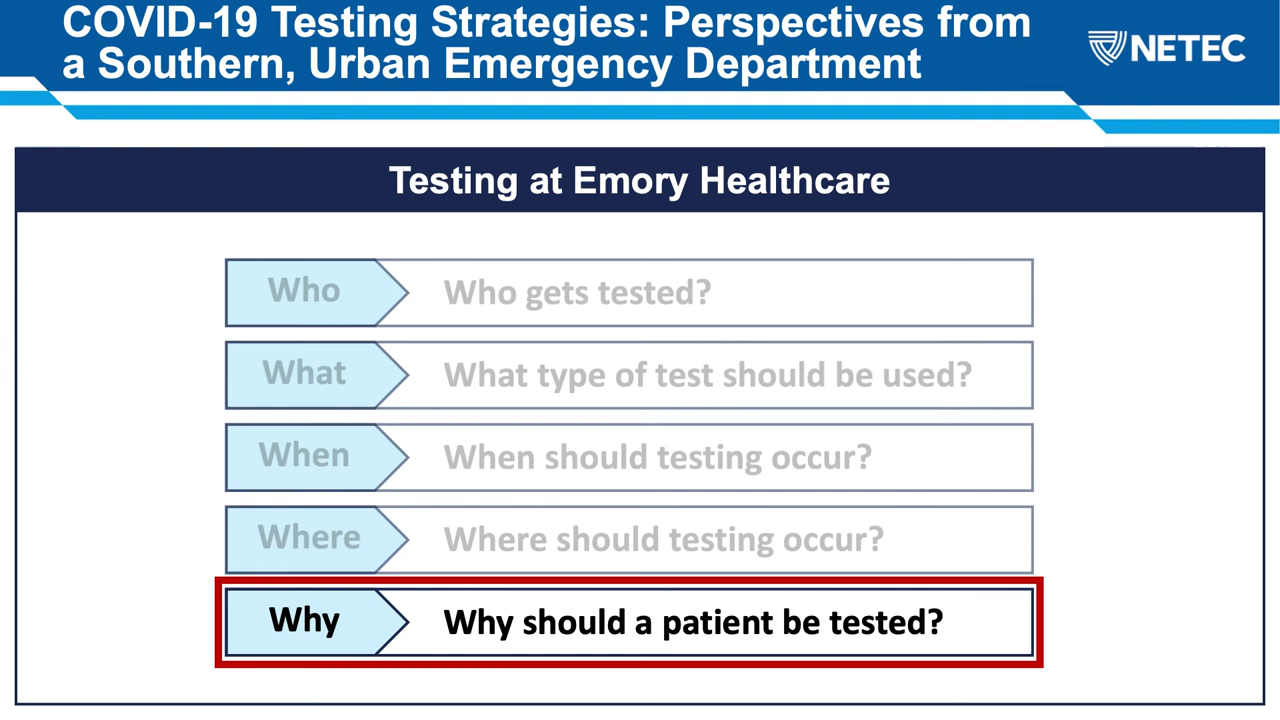 COVID-19 Testing Strategies: Perspectives from
a Southern, Urban Emergency Department
NETEC
Testing at Emory Healthcare
Who
Who gets tested?
What
What type of test should be used?
When
When should testing occur?
Where
Where should testing occur?
Why
Why should a patient be tested?